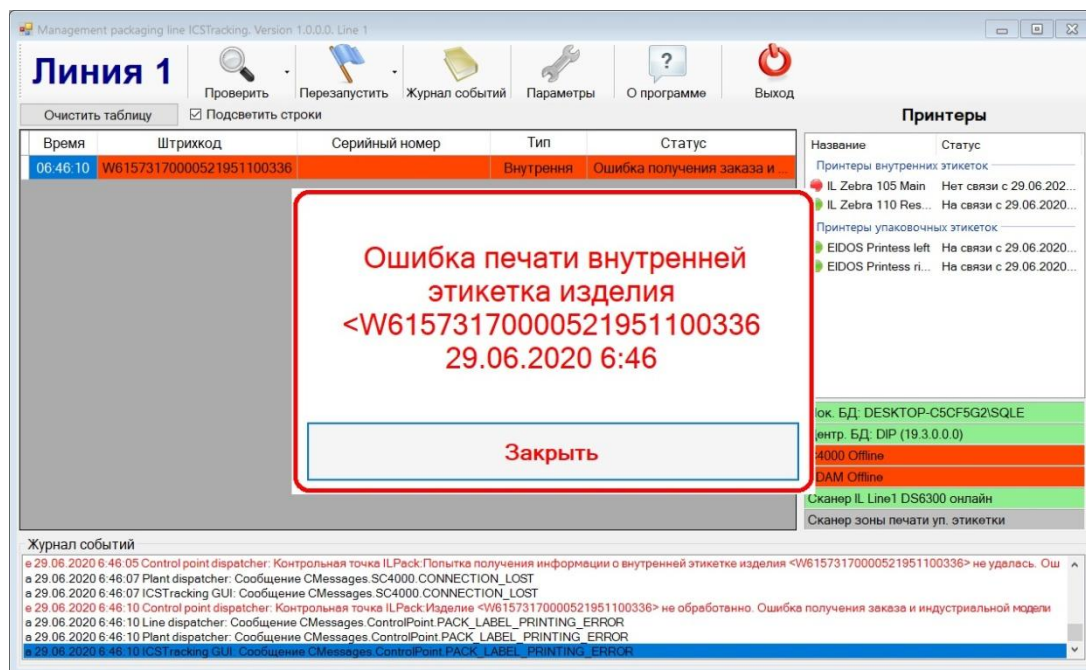 Management packaging line ICSTracking. Version 1.0.0.0. Line 1
Линия 1
Проверить
Перезапустить
Журнал событий
Параметры
?
О программе
Выход
Очистить таблицу
Подсветить строки
Принтеры
Время Штрихкод Серийный номер Тип Статус
06:46:10 W61573170000521951100336 Внутрення Ошибка получения заказа и ...
Название Статус
Принтеры внутренних этикеток
IL Zebra 105 Main Нет связи с 29.06.202...
IL Zebra 110 Res... На связи с 29.06.2020...
Принтеры упаковочных этикеток
EIDOS Printess left На связи с 29.06.2020...
EIDOS Printess ri... На связи с 29.06.2020...
Ошибка печати внутренней
этикетка изделия
<W61573170000521951100336
29.06.2020 6:46
Закрыть
БД: DESKTOP-C5CF5G2\SQLE
БД: DIP (19.3.0.0.0)
Offline
Offline
Сканер IL Line1 DS6300 онлайн
Сканер зоны печати уп. этикетки
Журнал событий
е 29.06.2020 6:46:05 Control point dispatcher: Контрольная точка ILPack:Попытка получения информации о внутренней этикетке изделия <W61573170000521951100336> не удалась. Ош
а 29.06.2020 6:46:07 Plant dispatcher: Сообщение CMessages.SC4000.CONNECTION_LOST
а 29.06.2020 6:46:07 ICSTracking GUI: Сообщение CMessages.SC4000.CONNECTION_LOST
е 29.06.2020 6:46:10 Control point dispatcher: Контрольная точка ILPack:Изделие <W61573170000521951100336> не обработанно. Ошибка получения заказа и индустриальной модели
а 29.06.2020 6:46:10 Line dispatcher: Сообщение CMessages.ControlPoint.PACK_LABEL_PRINTING_ERROR
а 29.06.2020 6:46:10 Plant dispatcher: Сообщение CMessages.ControlPoint.PACK_LABEL_PRINTING_ERROR
а 29.06.2020 6:46:10 ICSTracking GUI: Сообщение CMessages.ControlPoint.PACK_LABEL_PRINTING_ERROR